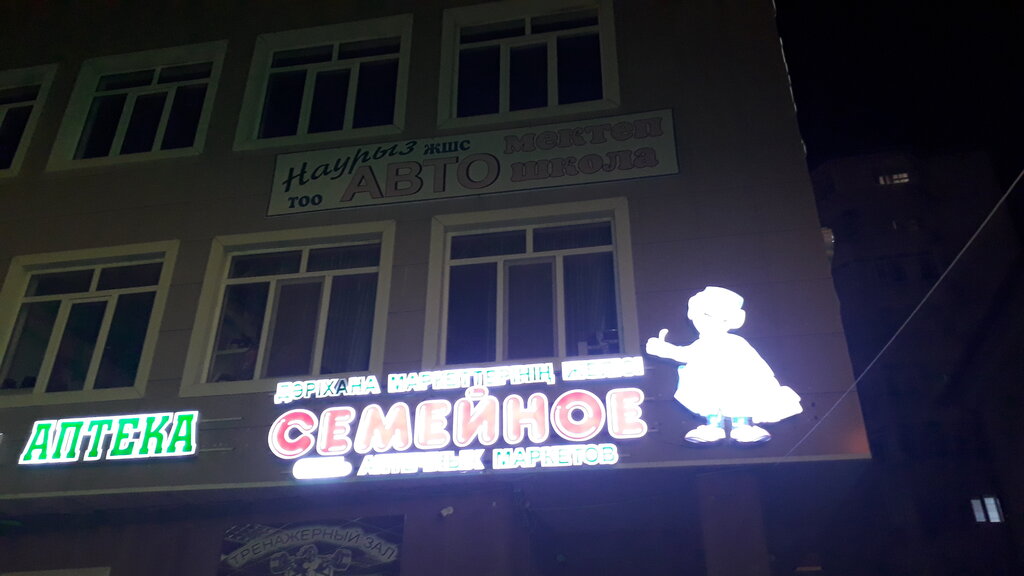 Наурыз жшс мектеп
тоо АВТО школа
ДӘРІХАНА МАРКЕТТЕРІНІҢ ЖЕЛІСІ
АПТЕКА
СЕМЕЙНОЕ
СЕТЬ АПТЕЧНЫХ МАРКЕТОВ
ТРЕНАЖЕРНЫЙ ЗАЛ